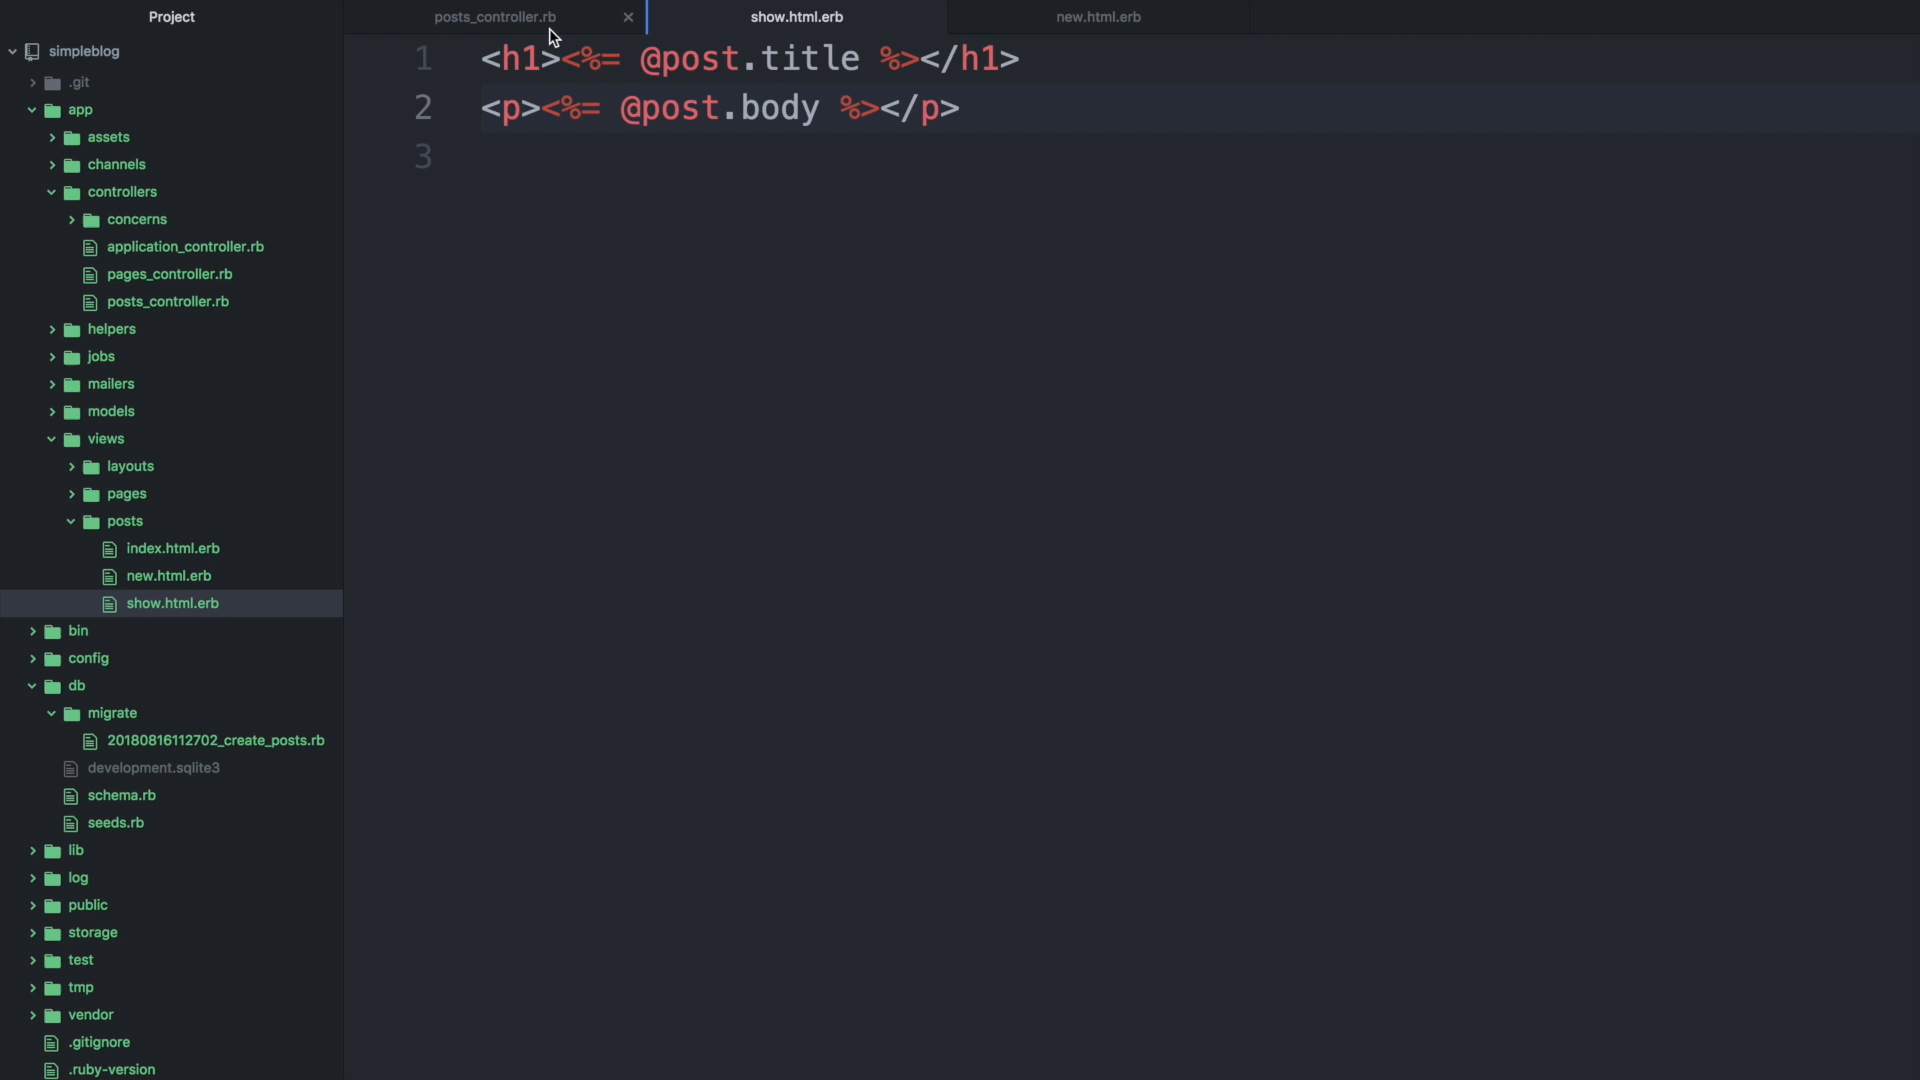 Project
simpleblog
.git
app
assets
channels
controllers
concerns
application_controller.rb
pages_controller.rb
posts_controller.rb
helpers
jobs
mailers
models
views
layouts
pages
posts
index.html.erb
new.html.erb
show.html.erb
bin
config
db
migrate
20180816112702_create_posts.rb
development.sqlite3
schema.rb
seeds.rb
lib
log
public
storage
test
tmp
vendor
.gitignore
.ruby-version
posts_controller.rb × show.html.erb new.html.erb
1 <h1><%= @post.title %></h1>
2 <p><%= @post.body %></p>
3